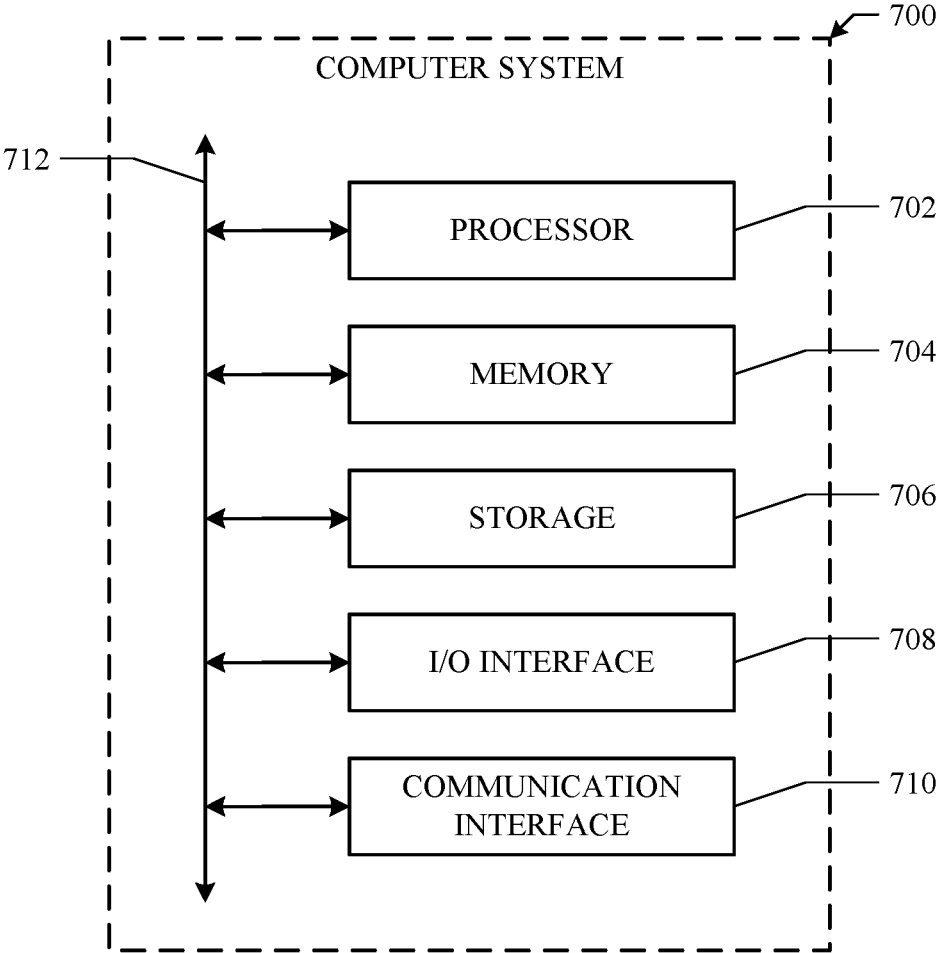 700
COMPUTER SYSTEM
712
PROCESSOR
702
MEMORY
704
STORAGE
706
I/O INTERFACE
708
COMMUNICATION
INTERFACE
710